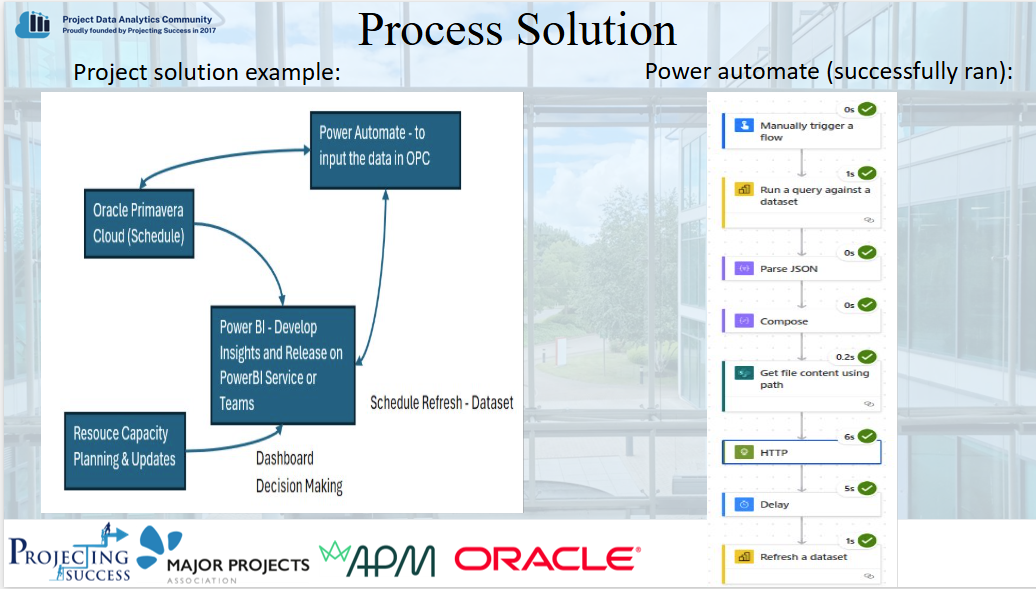 Project Data Analytics Community
Proudly founded by Projecting Success in 2017
Process Solution
Project solution example:
Power automate (successfully ran):
Power Automate - to
input the data in OPC
Oracle Primavera
Cloud (Schedule)
Power BI - Develop
Insights and Release on
PowerBI Service or
Teams
Schedule Refresh - Dataset
Resouce Capacity
Planning & Updates
Dashboard
Decision Making
0s
Manually trigger a
flow
1s
Run a query against a
dataset
0s
Parse JSON
0s
Compose
0.2s
Get file content using
path
6s
HTTP
5s
Delay
1s
Refresh a dataset
PROJECTING
SUCCESS
MAJOR PROJECTS
ASSOCIATION
APM
ORACLE®